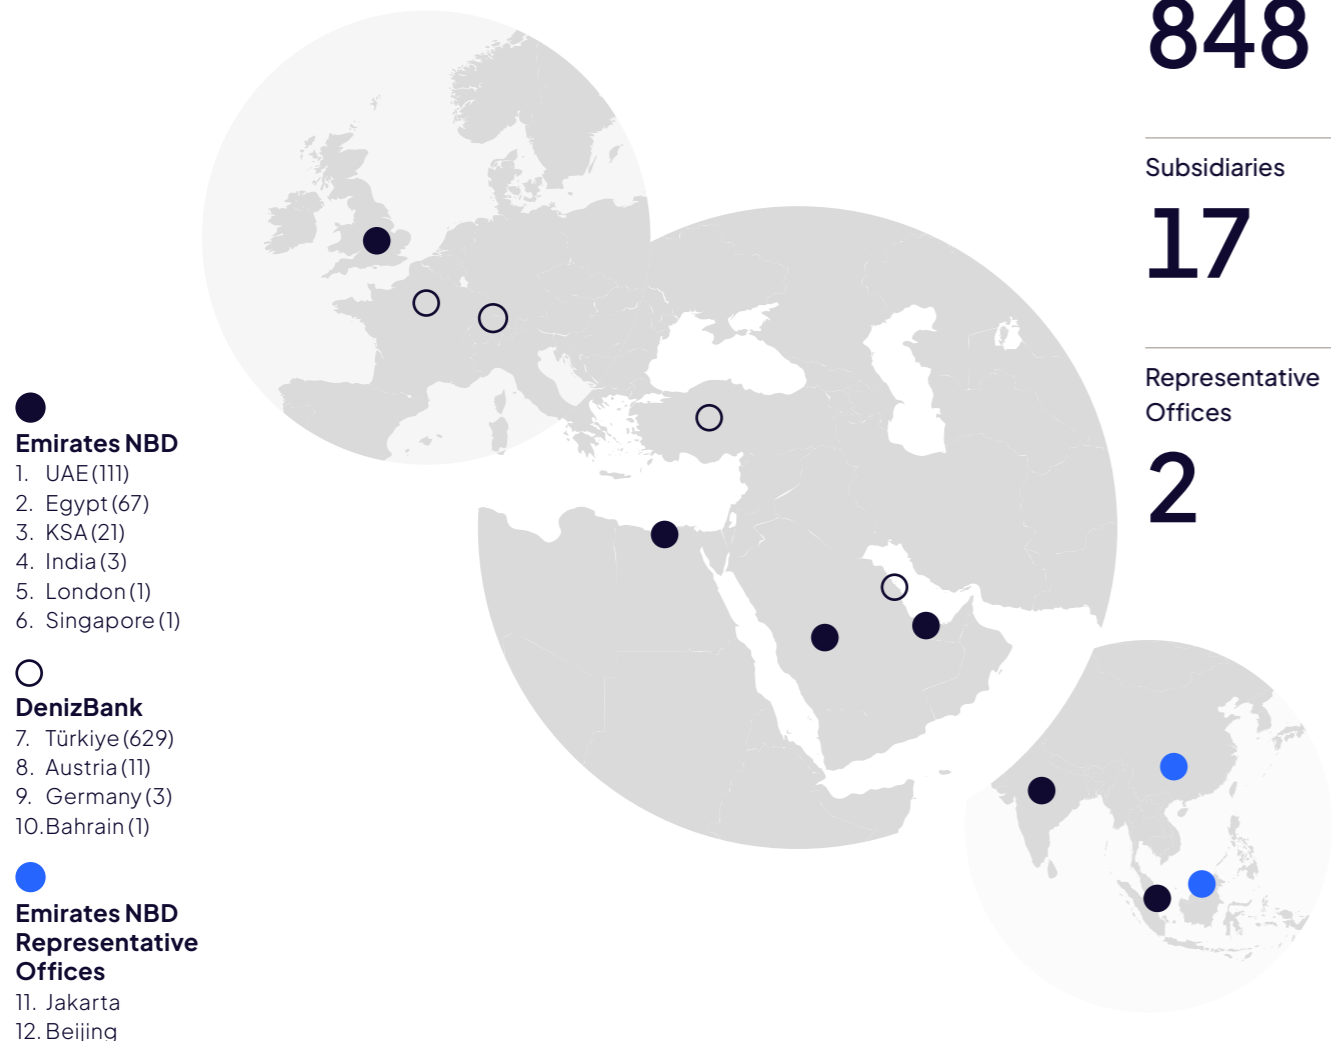 848
Subsidiaries
17
Representative
Offices
2
Emirates NBD
1. UAE (111)
2. Egypt (67)
3. KSA (21)
4. India (3)
5. London (1)
6. Singapore (1)
DenizBank
7. Türkiye (629)
8. Austria (11)
9. Germany (3)
10. Bahrain (1)
Emirates NBD
Representative
Offices
11. Jakarta
12. Beijing